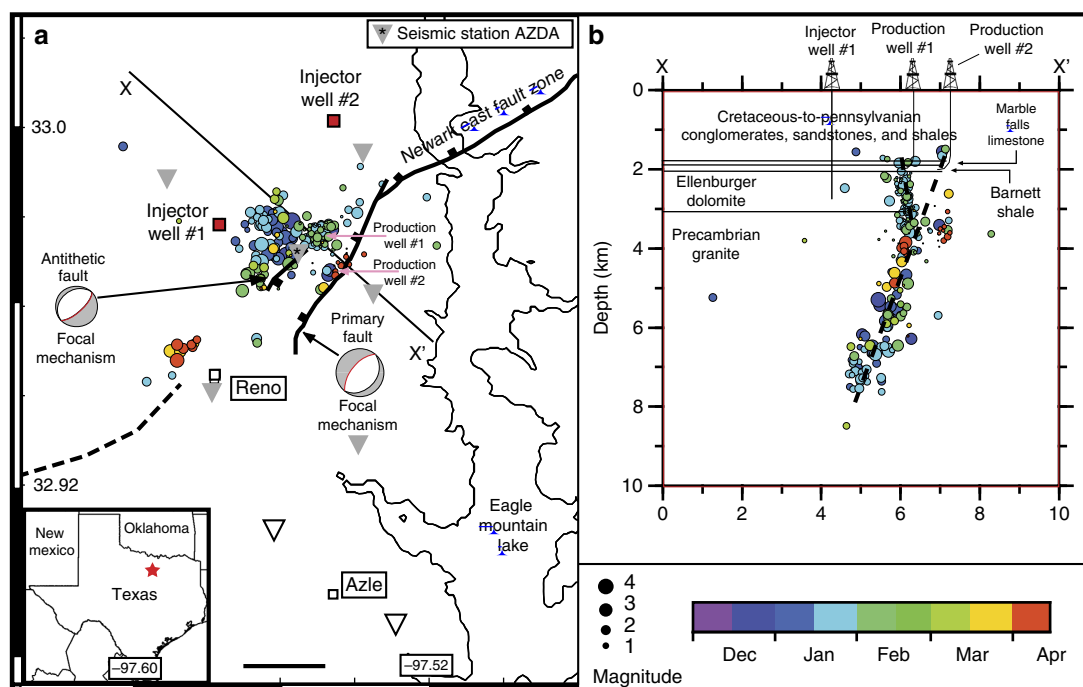 a
Seismic station AZDA
X
Injector
well #2
Newark east fault zone
33.0
Injector
well #1
Production
well #1
Production
well #2
Antithetic
fault
Focal
mechanism
Primary
fault
X'
Focal
mechanism
Reno
32.92
Eagle
mountain
lake
Azle
New
mexico
Oklahoma
Texas
–97.60
–97.52
b
Injector
well #1
Production
well #1
Production
well #2
X
X'
0
2
4
6
8
10
Depth (km)
Cretaceous-to-pennsylvanian
conglomerates, sandstones, and shales
Marble
falls
limestone
Ellenburger
dolomite
Barnett
shale
Precambrian
granite
0 2 4 6 8 10
4
3
2
1
Magnitude
Dec Jan Feb Mar Apr